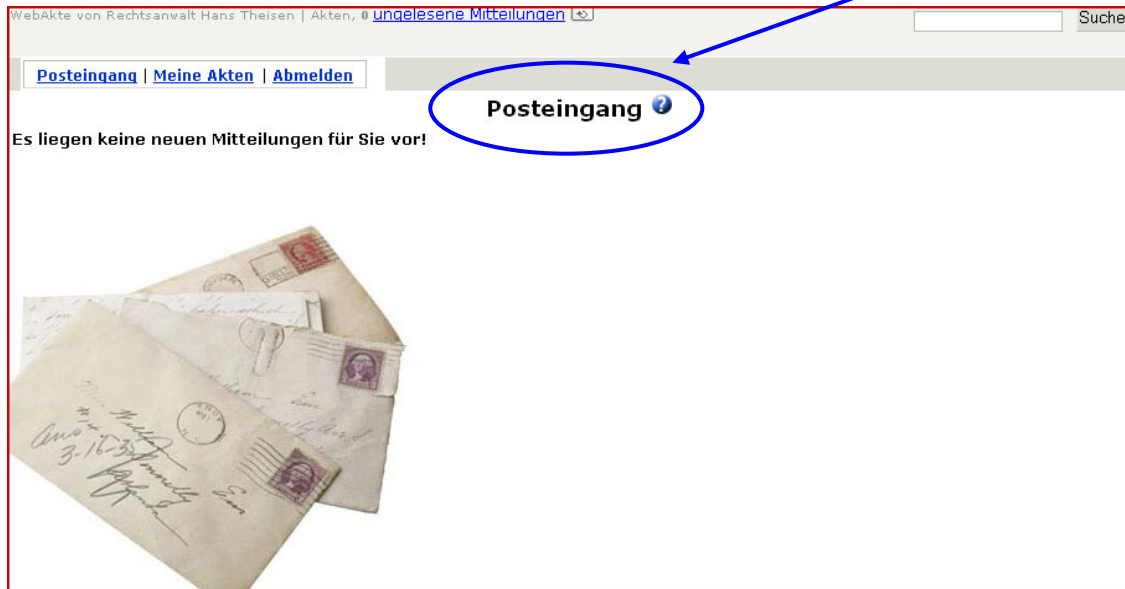 WebAkte von Rechtsanwalt Hans Theisen | Akten, 0 ungelesene Mitteilungen
Suche
Posteingang | Meine Akten | Abmelden
Posteingang ?
Es liegen keine neuen Mitteilungen für Sie vor!